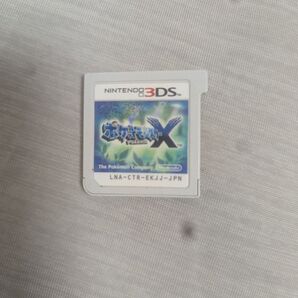 NINTENDO 3DS
ポケットモンスター X
The Pokémon Company Nintendo
LNA-CTR-EKJJ-JPN